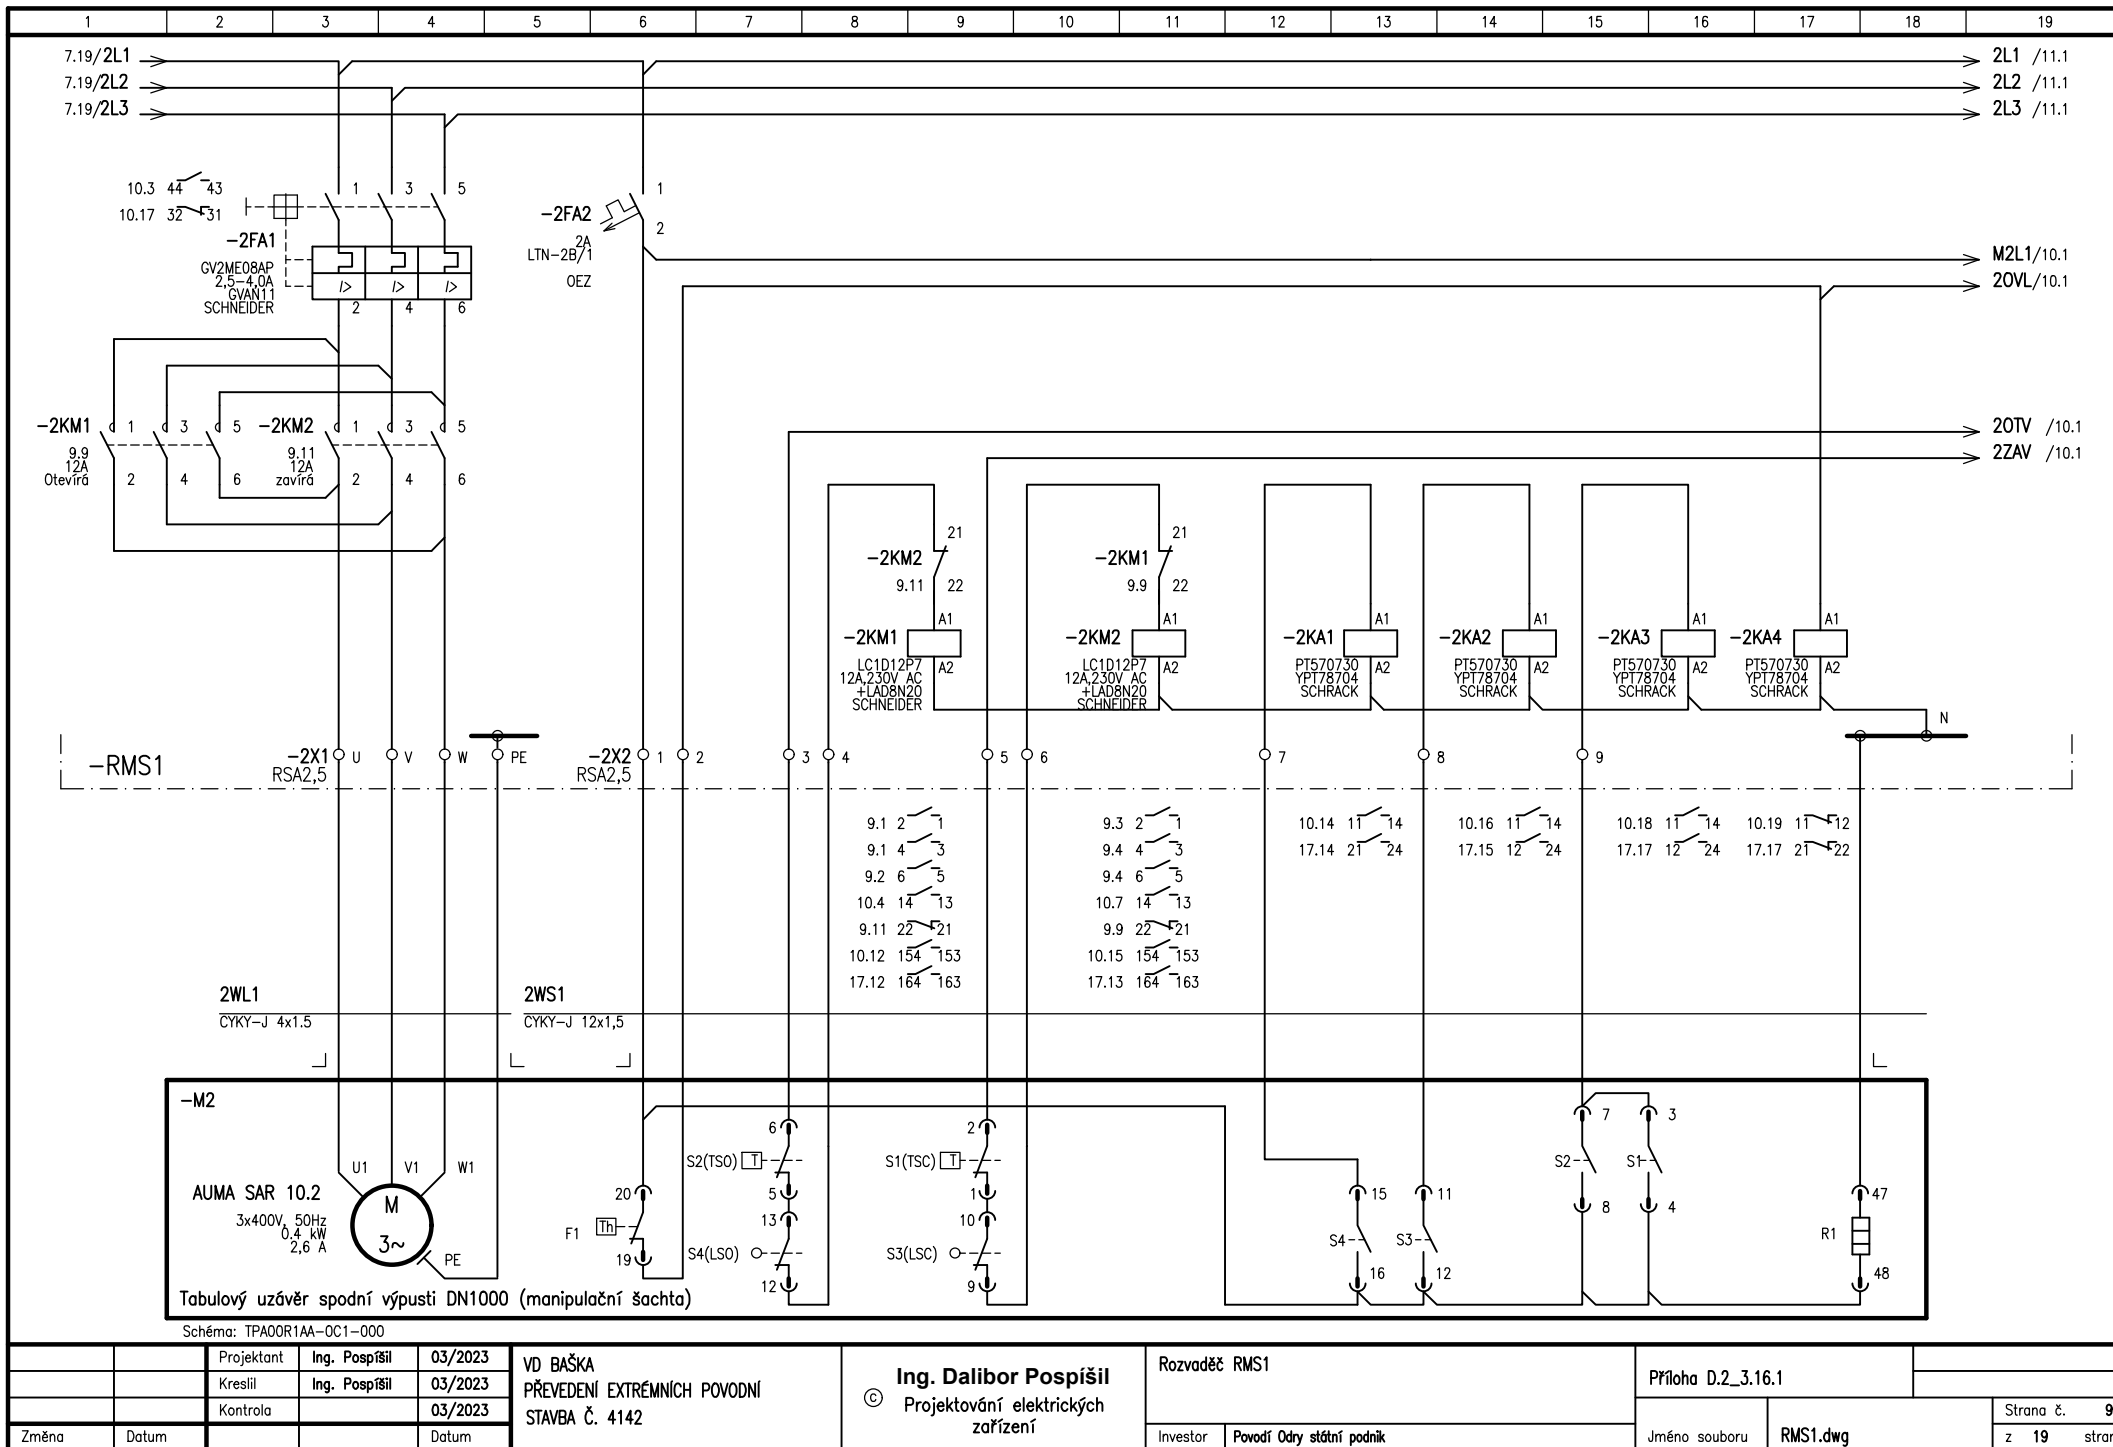 1 2 3 4 5 6 7 8 9 10 11 12 13 14 15 16 17 18 19
7.19/2L1
2L1 /11.1
7.19/2L2
2L2 /11.1
7.19/2L3
2L3 /11.1
10.3 44 43
10.17 32 31
1 3 5
-2FA1
GV2ME08AP
2,5-4,0A
GVAN11
SCHNEIDER
I> I> I>
2 4 6
1
-2FA2
2
2A
LTN-2B/1
OEZ
M2L1/10.1
2OVL/10.1
-2KM1
9.9
12A
Otevírá
1 3 5
2 4 6
-2KM2
9.11
12A
zavírá
1 3 5
2 4 6
2OTV /10.1
2ZAV /10.1
21
-2KM2
9.11 22
21
-2KM1
9.9 22
A1
-2KM1
A2
LC1D12P7
12A,230V AC
+LAD8N20
SCHNEIDER
A1
-2KM2
A2
LC1D12P7
12A,230V AC
+LAD8N20
SCHNEIDER
A1
-2KA1
A2
PT570730
YPT78704
SCHRACK
A1
-2KA2
A2
PT570730
YPT78704
SCHRACK
A1
-2KA3
A2
PT570730
YPT78704
SCHRACK
A1
-2KA4
A2
PT570730
YPT78704
SCHRACK
N
-RMS1
-2X1 U V W PE
RSA2,5
-2X2 1 2 3 4 5 6 7 8 9
RSA2,5
9.1 2 1
9.1 4 3
9.2 6 5
10.4 14 13
9.11 22 21
10.12 154 153
17.12 164 163
9.3 2 1
9.4 4 3
9.4 6 5
10.7 14 13
9.9 22 21
10.15 154 153
17.13 164 163
10.14 11 14
17.14 21 24
10.16 11 14
17.15 12 24
10.18 11 14
17.17 12 24
10.19 11 12
17.17 21 22
2WL1
CYKY-J 4x1.5
2WS1
CYKY-J 12x1,5
-M2
U1 V1 W1
AUMA SAR 10.2
3x400V, 50Hz
0.4 kW
2,6 A
M
3~
PE
20
F1 Th
19
6
S2(TSO) T
5
13
S4(LSO)
12
2
S1(TSC) T
1
10
S3(LSC)
9
15
S4
16
11
S3
12
7
S2
8
3
S1
4
47
R1
48
Tabulový uzávěr spodní výpusti DN1000 (manipulační šachta)
Schéma: TPA00R1AA-0C1-000
Projektant Ing. Pospíšil 03/2023
Kreslil Ing. Pospíšil 03/2023
Kontrola 03/2023
Změna Datum Datum
VD BAŠKA
PŘEVEDENÍ EXTRÉMNÍCH POVODNÍ
STAVBA Č. 4142
© Ing. Dalibor Pospíšil
Projektování elektrických
zařízení
Rozvaděč RMS1
Investor Povodí Odry státní podnik
Příloha D.2_3.16.1
Jméno souboru RMS1.dwg
Strana č. 9
z 19 stran